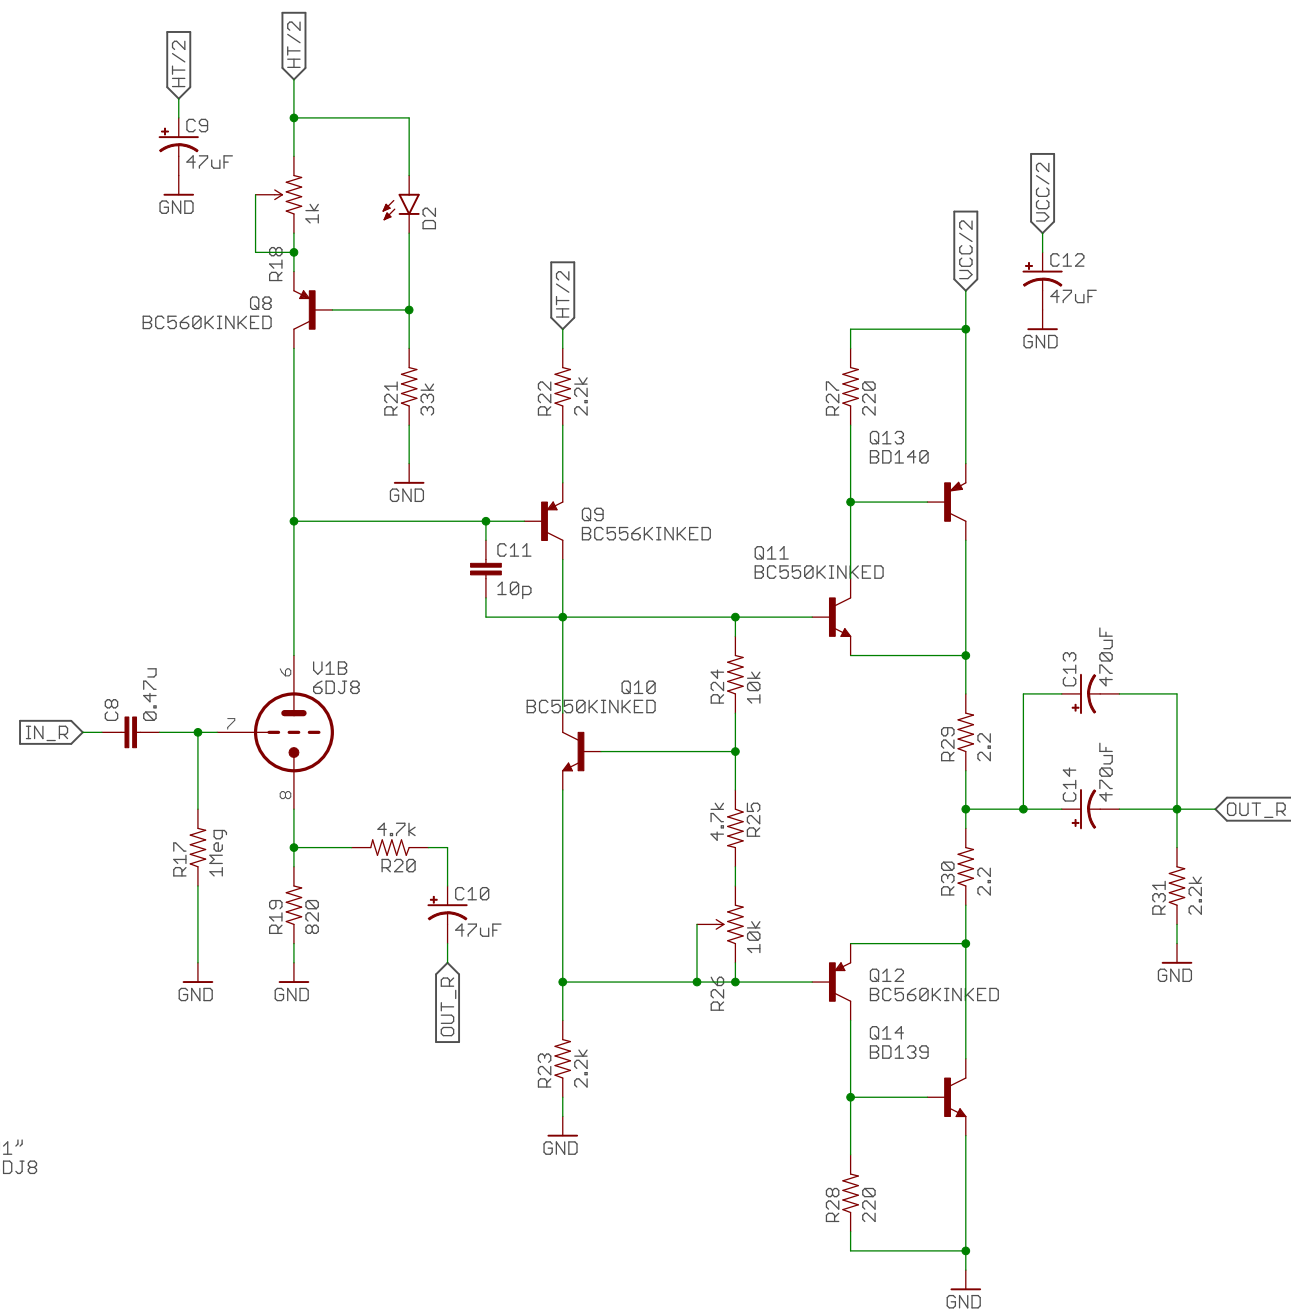 HT/2
HT/2
C9
47uF
GND
1k
R18
D2
Q8
BC560KINKED
R21
33k
GND
HT/2
R22
2.2k
Q9
BC556KINKED
C11
10p
VCC/2
VCC/2
C12
47uF
GND
R27
220
Q13
BD140
Q11
BC550KINKED
6
V1B
6DJ8
7
8
IN_R
C8
0.47u
R17
1Meg
GND
R19
820
GND
4.7k
R20
C10
47uF
OUT_R
Q10
BC550KINKED
R24
10k
4.7k
R25
10k
R26
R23
2.2k
GND
R29
2.2
R30
2.2
C13
470uF
C14
470uF
OUT_R
R31
2.2k
GND
Q12
BC560KINKED
Q14
BD139
R28
220
GND
1"
DJ8